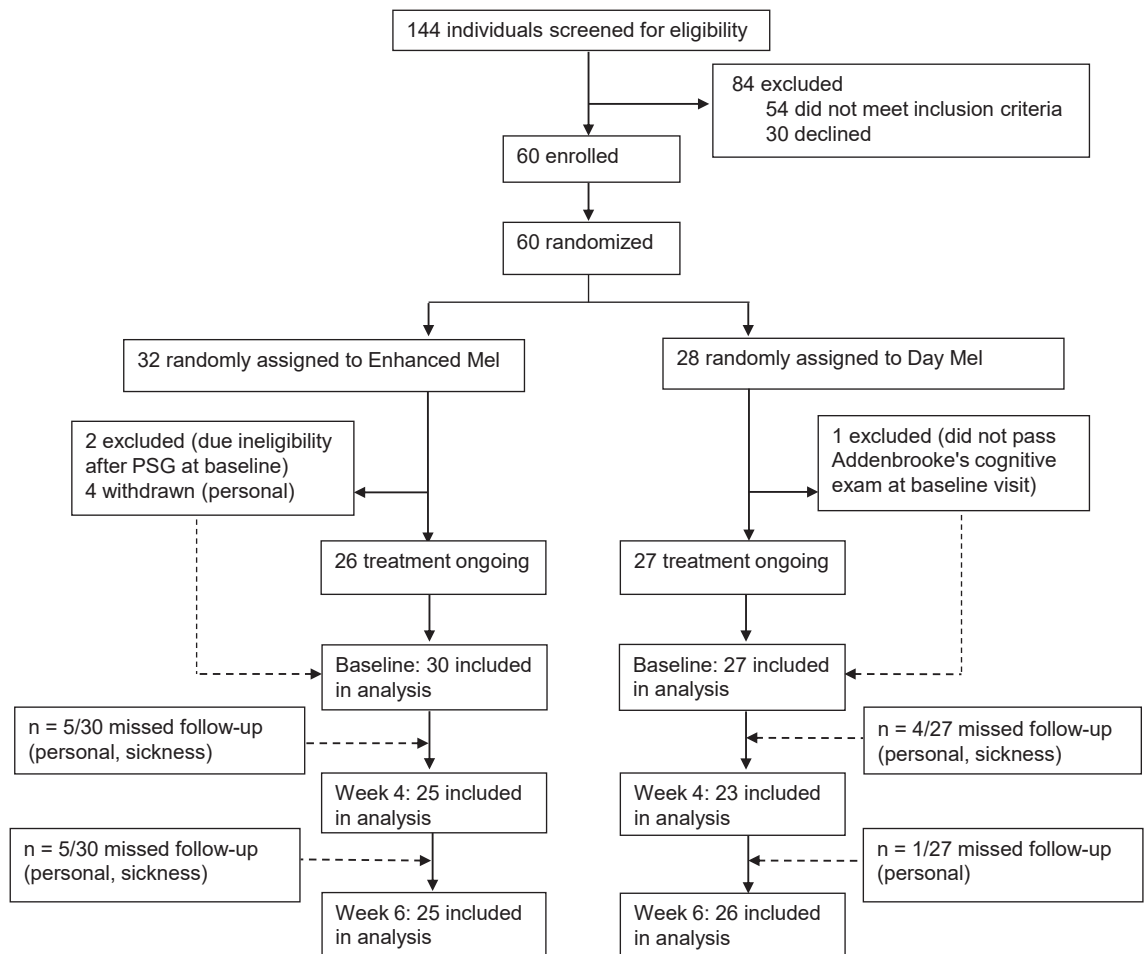 144 individuals screened for eligibility
84 excluded
54 did not meet inclusion criteria
30 declined
60 enrolled
60 randomized
32 randomly assigned to Enhanced Mel
28 randomly assigned to Day Mel
2 excluded (due ineligibility
after PSG at baseline)
4 withdrawn (personal)
1 excluded (did not pass
Addenbrooke's cognitive
exam at baseline visit)
26 treatment ongoing
27 treatment ongoing
Baseline: 30 included
in analysis
Baseline: 27 included
in analysis
n = 5/30 missed follow-up
(personal, sickness)
n = 4/27 missed follow-up
(personal, sickness)
Week 4: 25 included
in analysis
Week 4: 23 included
in analysis
n = 5/30 missed follow-up
(personal, sickness)
n = 1/27 missed follow-up
(personal)
Week 6: 25 included
in analysis
Week 6: 26 included
in analysis